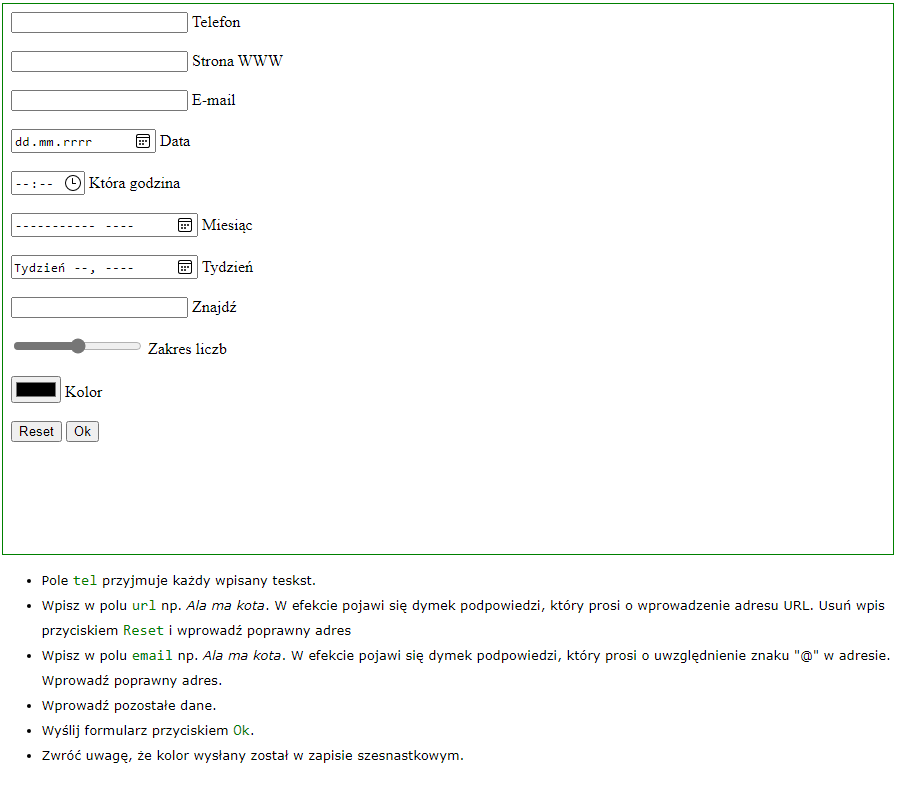 Telefon
Strona WWW
E-mail
dd.mm.rrrr Data
--:-- Która godzina
----------- ---- Miesiąc
Tydzień --, ---- Tydzień
Znajdź
Zakres liczb
Kolor
Reset Ok
• Pole tel przyjmuje każdy wpisany teskst.
• Wpisz w polu url np. Ala ma kota. W efekcie pojawi się dymek podpowiedzi, który prosi o wprowadzenie adresu URL. Usuń wpis
przyciskiem Reset i wprowadź poprawny adres
• Wpisz w polu email np. Ala ma kota. W efekcie pojawi się dymek podpowiedzi, który prosi o uwzględnienie znaku "@" w adresie.
Wprowadź poprawny adres.
• Wprowadź pozostałe dane.
• Wyślij formularz przyciskiem Ok.
• Zwróć uwagę, że kolor wysłany został w zapisie szesnastkowym.